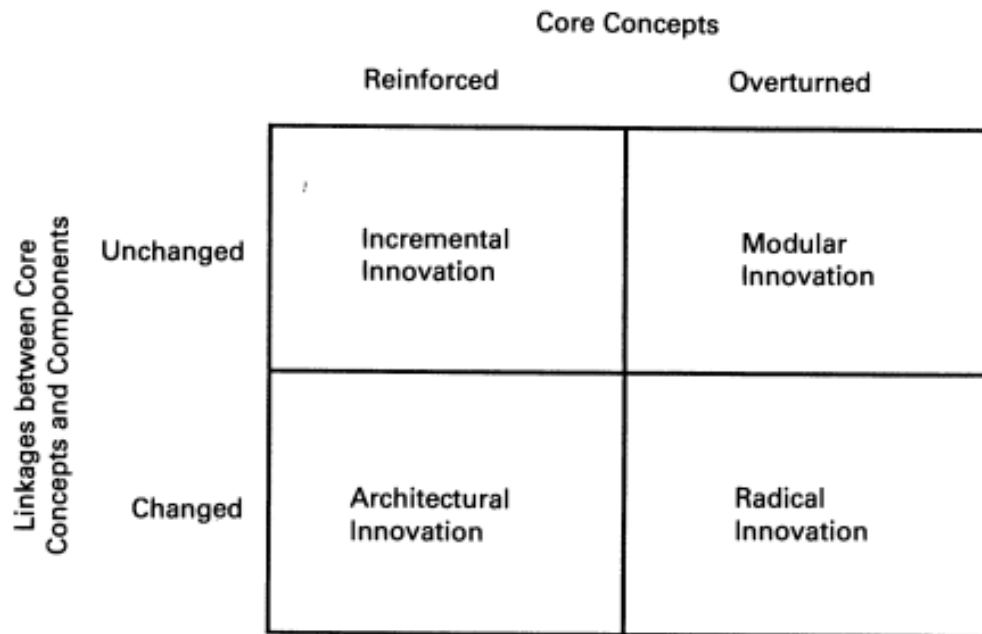 Core Concepts
Reinforced
Overturned
Linkages between Core
Concepts and Components
Unchanged
Incremental
Innovation
Modular
Innovation
Changed
Architectural
Innovation
Radical
Innovation